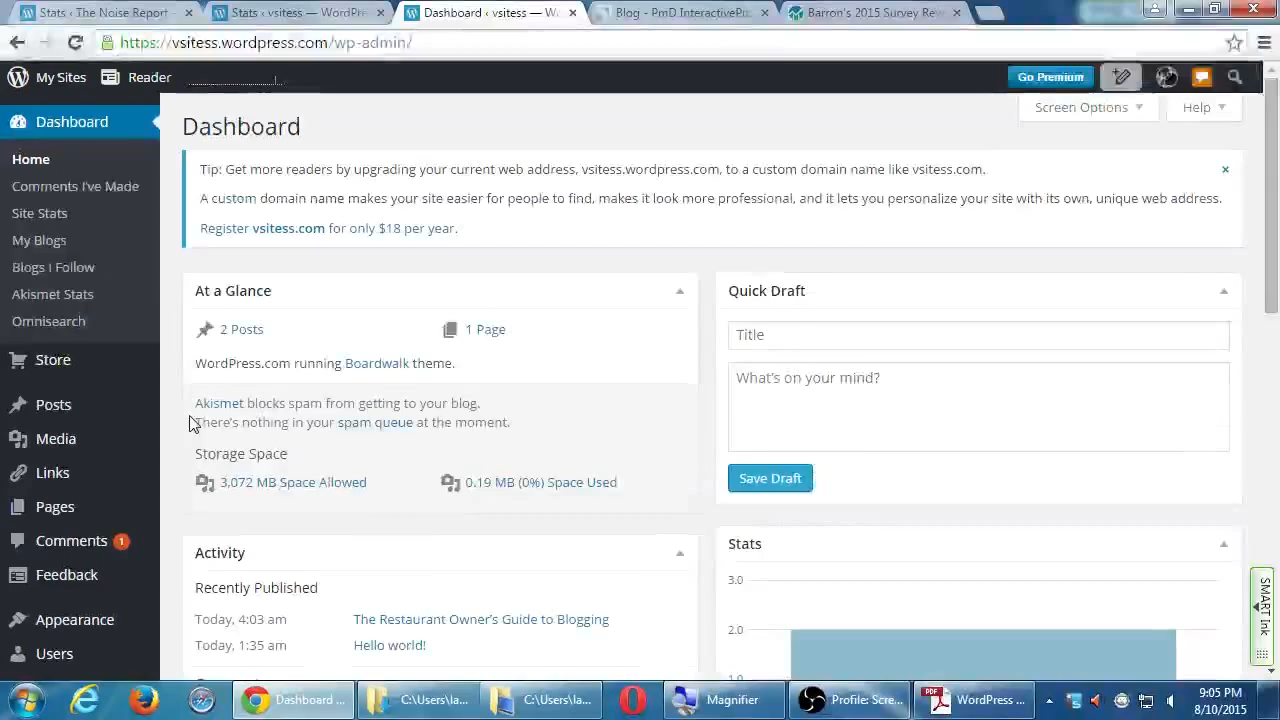 Stats ‹ The Noise Report
Stats ‹ vsitess — WordPr
Dashboard ‹ vsitess — W
Blog - PmD InteractivePr
Barron's 2015 Survey Rev
https://vsitess.wordpress.com/wp-admin/
My Sites
Reader
Go Premium
Dashboard
Home
Comments I've Made
Site Stats
My Blogs
Blogs I Follow
Akismet Stats
Omnisearch
Store
Posts
Media
Links
Pages
Comments 1
Feedback
Appearance
Users
Screen Options
Help
Dashboard
Tip: Get more readers by upgrading your current web address, vsitess.wordpress.com, to a custom domain name like vsitess.com.
A custom domain name makes your site easier for people to find, makes it look more professional, and it lets you personalize your site with its own, unique web address.
Register vsitess.com for only $18 per year.
At a Glance
2 Posts
1 Page
WordPress.com running Boardwalk theme.
Akismet blocks spam from getting to your blog.
There's nothing in your spam queue at the moment.
Storage Space
3,072 MB Space Allowed
0.19 MB (0%) Space Used
Activity
Recently Published
Today, 4:03 am The Restaurant Owner's Guide to Blogging
Today, 1:35 am Hello world!
Quick Draft
Title
What's on your mind?
Save Draft
Stats
3.0
2.0
SMART Ink
Dashboard ...
C:\Users\la...
C:\Users\la...
Magnifier
Profile: Scre...
PDF
WordPress ...
9:05 PM
8/10/2015